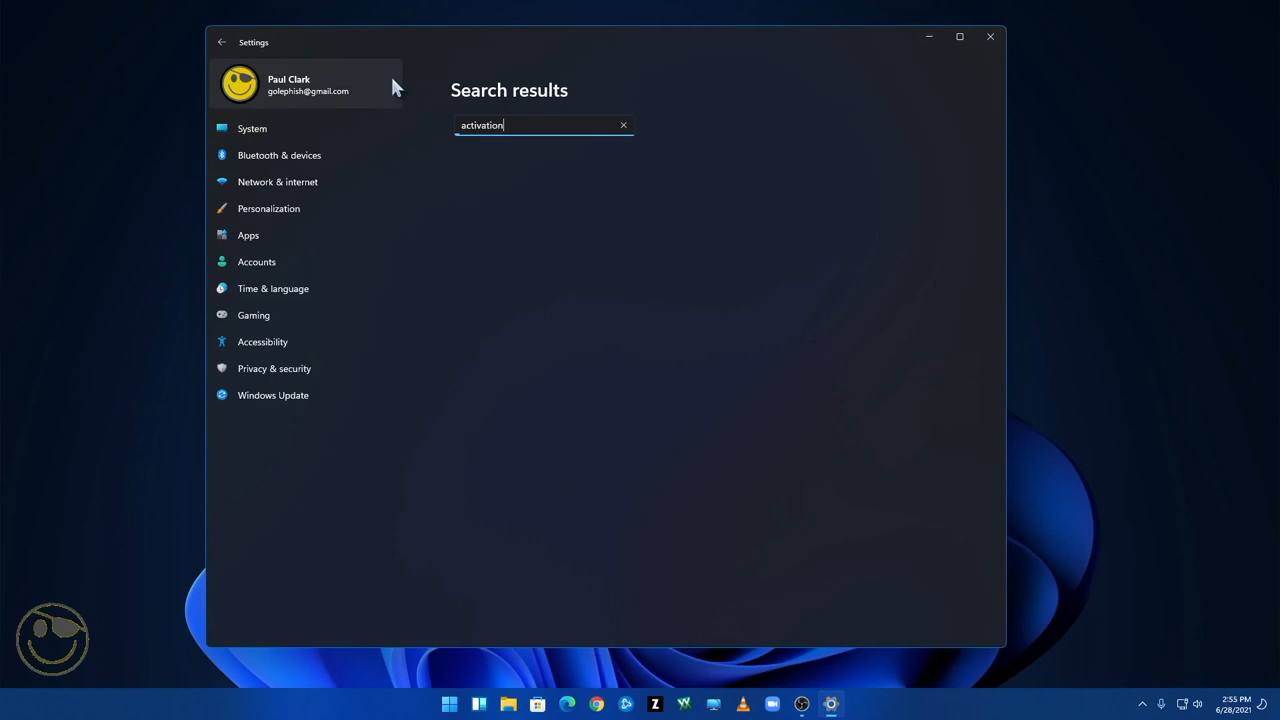 Settings
Paul Clark
golephish@gmail.com
System
Bluetooth & devices
Network & internet
Personalization
Apps
Accounts
Time & language
Gaming
Accessibility
Privacy & security
Windows Update
Search results
activation
Z
2:55 PM
6/28/2021